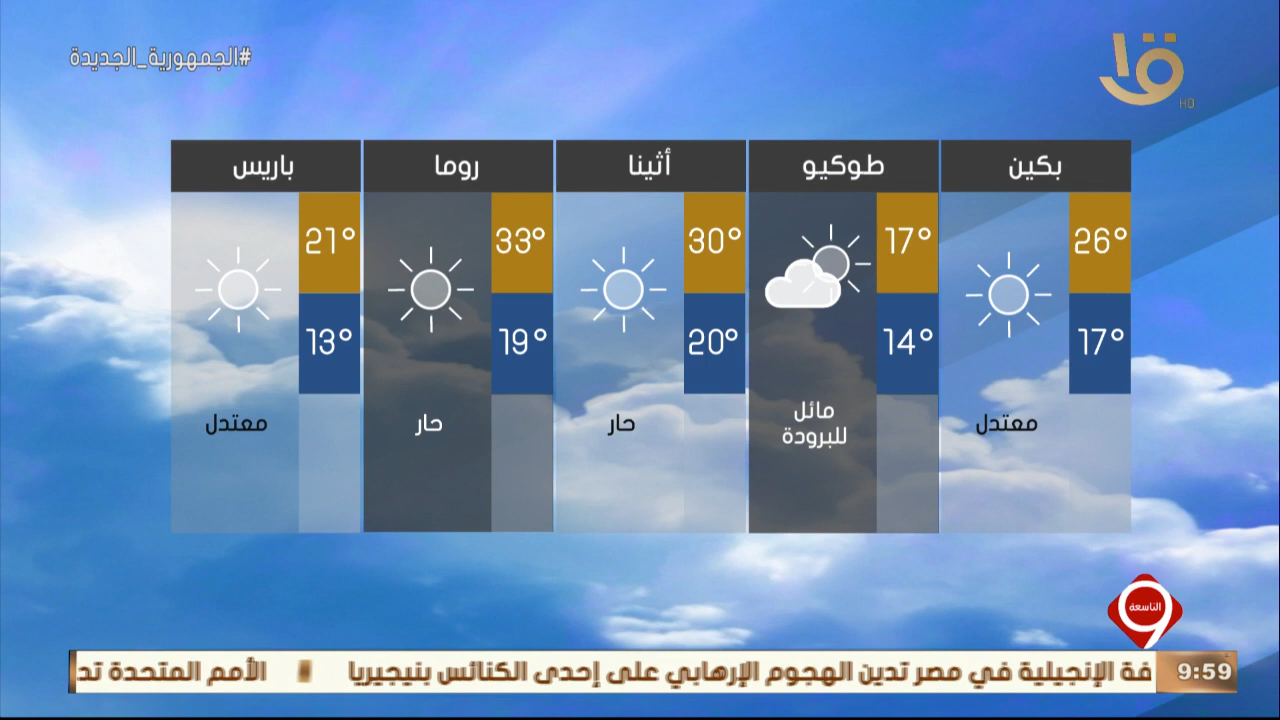 #الجمهورية_الجديدة
HD
بكين
26°
17°
معتدل
طوكيو
17°
14°
مائل
للبرودة
أثينا
30°
20°
حار
روما
33°
19°
حار
باريس
21°
13°
معتدل
التاسعة
9
9:59
فة الإنجيلية في مصر تدين الهجوم الإرهابي على إحدى الكنائس بنيجيريا الأمم المتحدة تد